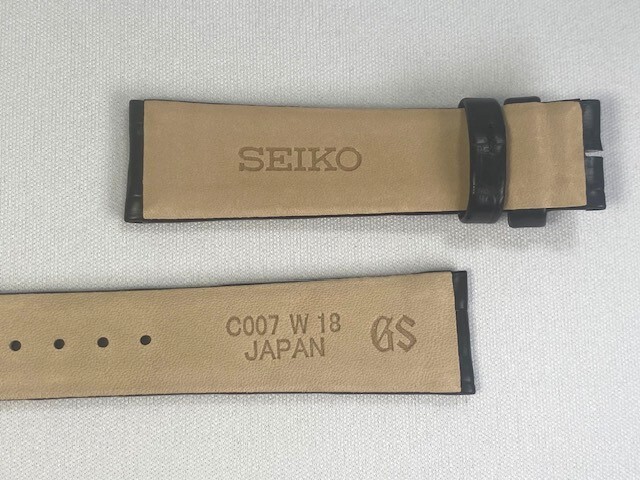 SEIKO
C007 W 18
JAPAN
GS